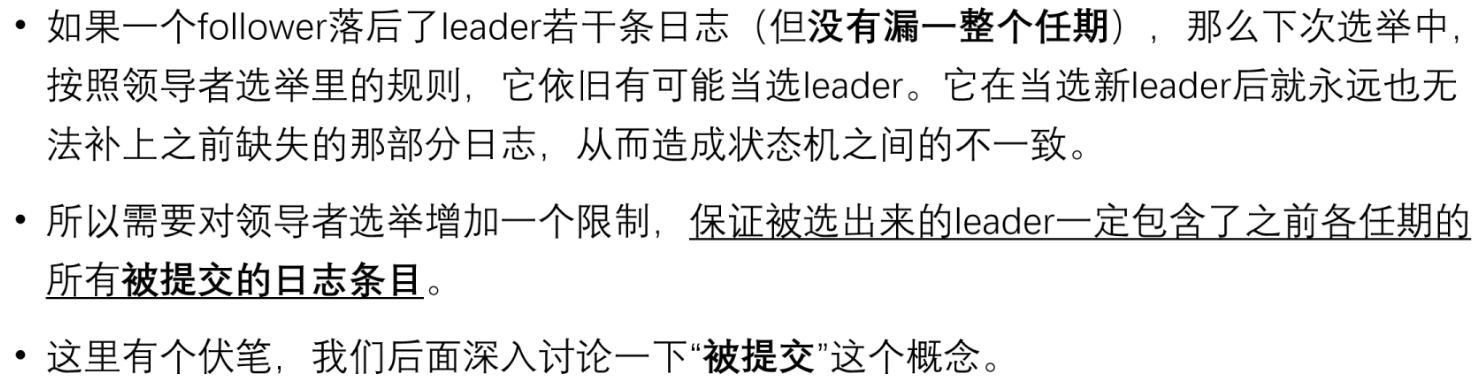 • 如果一个follower落后了leader若干条日志（但没有漏一整个任期），那么下次选举中，
按照领导者选举里的规则，它依旧有可能当选leader。它在当选新leader后就永远也无
法补上之前缺失的那部分日志，从而造成状态机之间的不一致。
• 所以需要对领导者选举增加一个限制，保证被选出来的leader一定包含了之前各任期的
所有被提交的日志条目。
• 这里有个伏笔，我们后面深入讨论一下“被提交”这个概念。